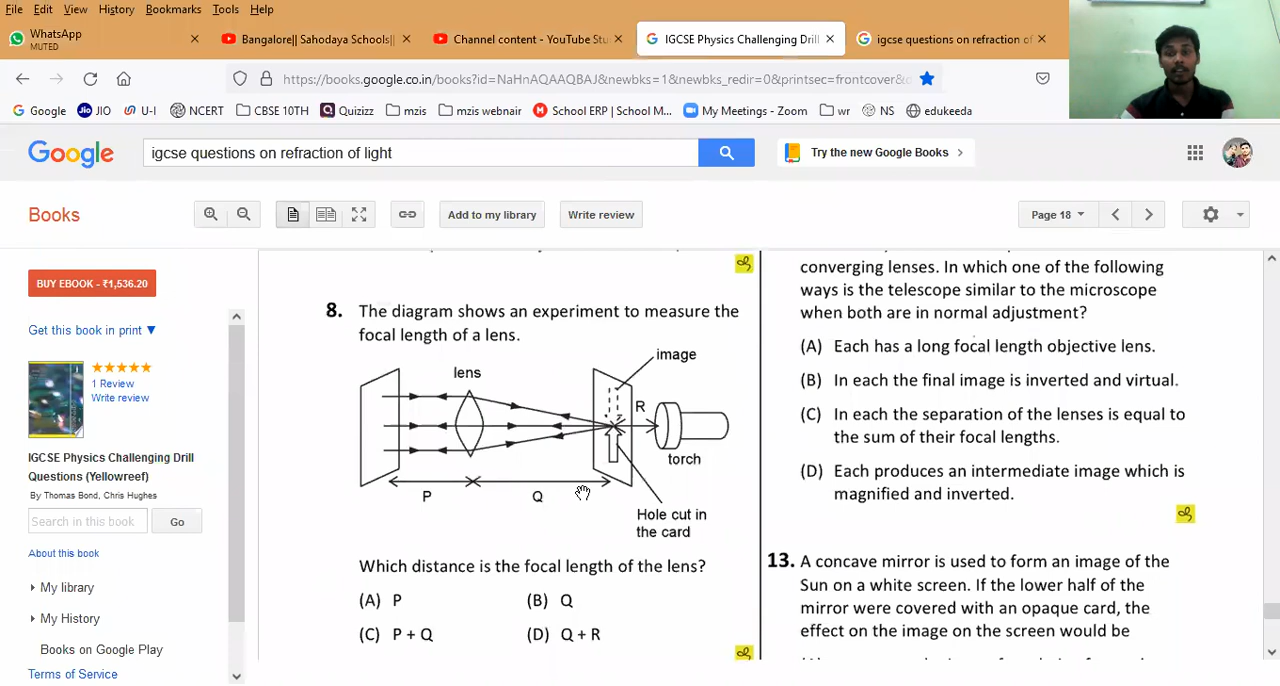 File Edit View History Bookmarks Tools Help
WhatsApp
MUTED
Bangalore|| Sahodaya Schools||
Channel content - YouTube Stu
IGCSE Physics Challenging Drill
igcse questions on refraction of
https://books.google.co.in/books?id=NaHnAQAAQBAJ&newbks=1&newbks_redir=0&printsec=frontcover&
Google JIO U-I NCERT CBSE 10TH Quizizz mzis mzis webnair School ERP | School M... My Meetings - Zoom wr NS edukeeda
Google
igcse questions on refraction of light
Try the new Google Books
Books
Add to my library
Write review
Page 18
BUY EBOOK - ₹1,536.20
Get this book in print ▼
1 Review
Write review
IGCSE Physics Challenging Drill
Questions (Yellowreef)
By Thomas Bond, Chris Hughes
Search in this book
Go
About this book
My library
My History
Books on Google Play
Terms of Service
8. The diagram shows an experiment to measure the
focal length of a lens.
image
lens
R
torch
P
Q
Hole cut in
the card
Which distance is the focal length of the lens?
(A) P
(B) Q
(C) P + Q
(D) Q + R
converging lenses. In which one of the following
ways is the telescope similar to the microscope
when both are in normal adjustment?
(A) Each has a long focal length objective lens.
(B) In each the final image is inverted and virtual.
(C) In each the separation of the lenses is equal to
the sum of their focal lengths.
(D) Each produces an intermediate image which is
magnified and inverted.
13. A concave mirror is used to form an image of the
Sun on a white screen. If the lower half of the
mirror were covered with an opaque card, the
effect on the image on the screen would be